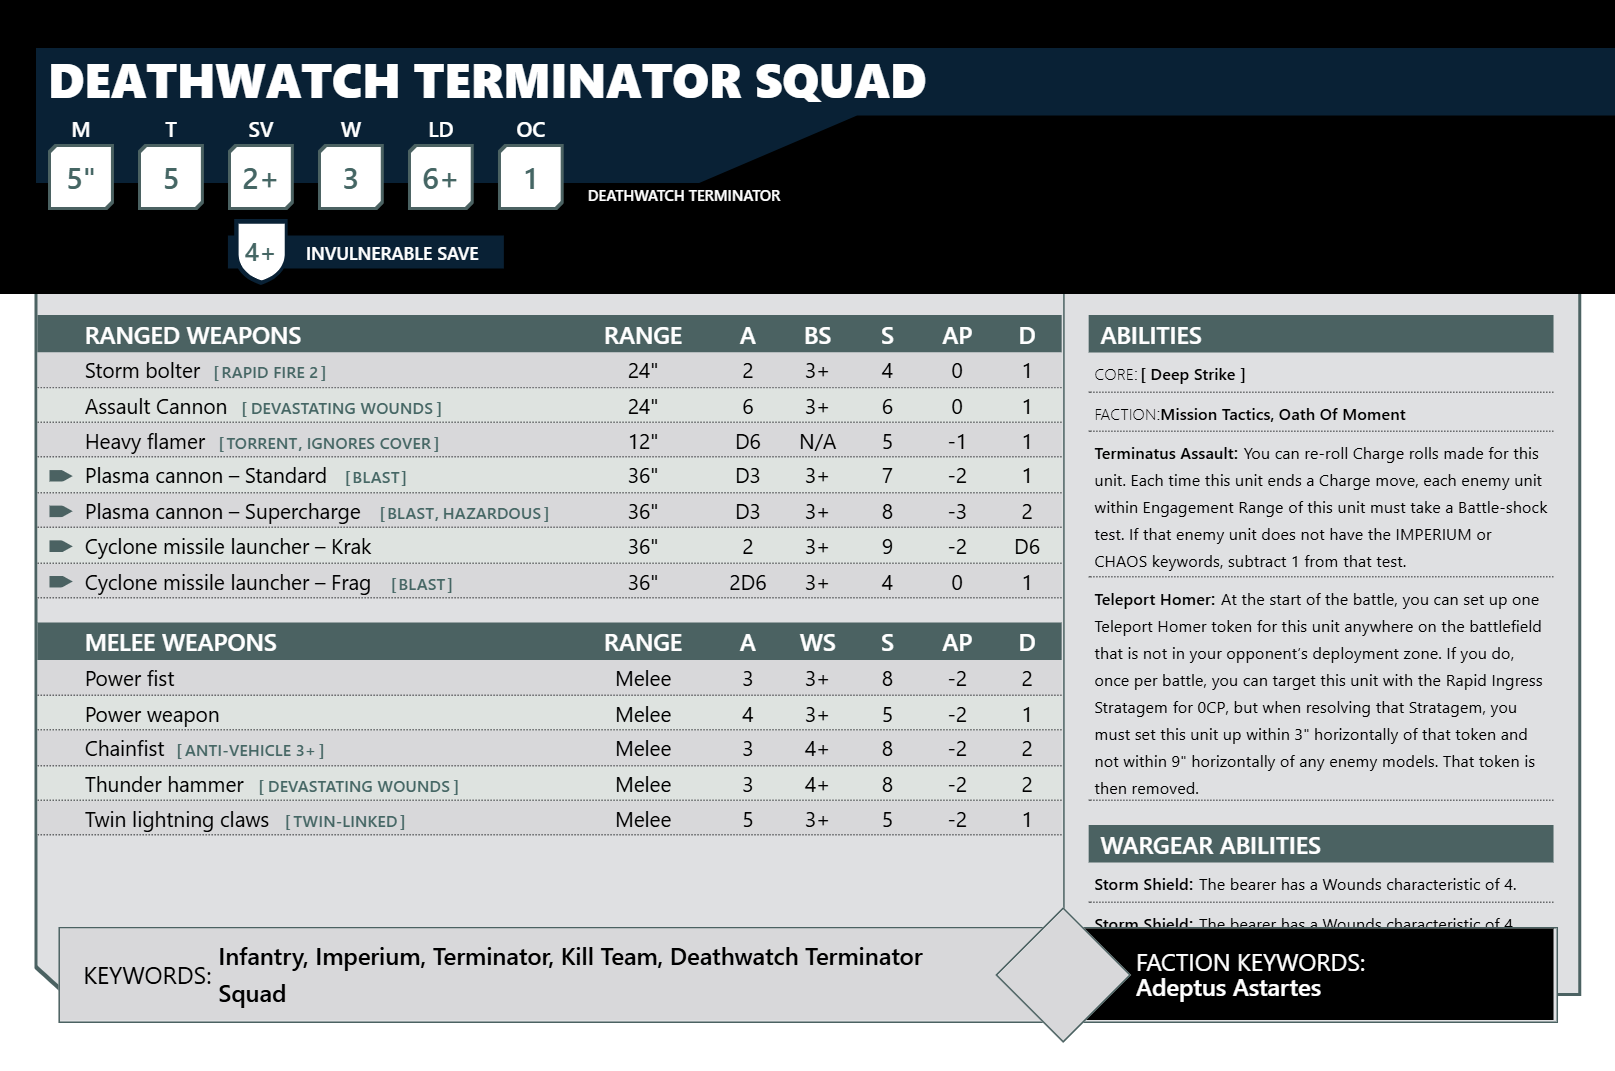 DEATHWATCH TERMINATOR SQUAD
M T SV W LD OC
5" 5 2+ 3 6+ 1
DEATHWATCH TERMINATOR
4+ INVULNERABLE SAVE
RANGED WEAPONS RANGE A BS S AP D
Storm bolter [RAPID FIRE 2] 24" 2 3+ 4 0 1
Assault Cannon [DEVASTATING WOUNDS] 24" 6 3+ 6 0 1
Heavy flamer [TORRENT, IGNORES COVER] 12" D6 N/A 5 -1 1
Plasma cannon – Standard [BLAST] 36" D3 3+ 7 -2 1
Plasma cannon – Supercharge [BLAST, HAZARDOUS] 36" D3 3+ 8 -3 2
Cyclone missile launcher – Krak 36" 2 3+ 9 -2 D6
Cyclone missile launcher – Frag [BLAST] 36" 2D6 3+ 4 0 1
MELEE WEAPONS RANGE A WS S AP D
Power fist Melee 3 3+ 8 -2 2
Power weapon Melee 4 3+ 5 -2 1
Chainfist [ANTI-VEHICLE 3+] Melee 3 4+ 8 -2 2
Thunder hammer [DEVASTATING WOUNDS] Melee 3 4+ 8 -2 2
Twin lightning claws [TWIN-LINKED] Melee 5 3+ 5 -2 1
ABILITIES
CORE: [ Deep Strike ]
FACTION:Mission Tactics, Oath Of Moment
Terminatus Assault: You can re-roll Charge rolls made for this
unit. Each time this unit ends a Charge move, each enemy unit
within Engagement Range of this unit must take a Battle-shock
test. If that enemy unit does not have the IMPERIUM or
CHAOS keywords, subtract 1 from that test.
Teleport Homer: At the start of the battle, you can set up one
Teleport Homer token for this unit anywhere on the battlefield
that is not in your opponent's deployment zone. If you do,
once per battle, you can target this unit with the Rapid Ingress
Stratagem for 0CP, but when resolving that Stratagem, you
must set this unit up within 3" horizontally of that token and
not within 9" horizontally of any enemy models. That token is
then removed.
WARGEAR ABILITIES
Storm Shield: The bearer has a Wounds characteristic of 4.
Storm Shield: The bearer has a Wounds characteristic of 4.
KEYWORDS: Infantry, Imperium, Terminator, Kill Team, Deathwatch Terminator
Squad
FACTION KEYWORDS:
Adeptus Astartes